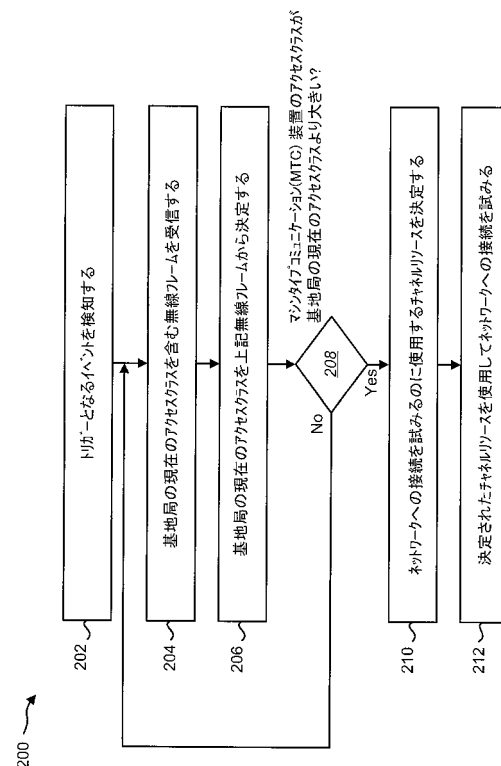 200
202
トリガーとなるイベントを検知する
204
基地局の現在のアクセスクラスを含む無線フレームを受信する
206
基地局の現在のアクセスクラスを上記無線フレームから決定する
マシンタイプコミュニケーション(MTC) 装置のアクセスクラスが
基地局の現在のアクセスクラスより大きい?
208
No
Yes
210
ネットワークへの接続を試みるのに使用するチャネルリソースを決定する
212
決定されたチャネルリソースを使用してネットワークへの接続を試みる